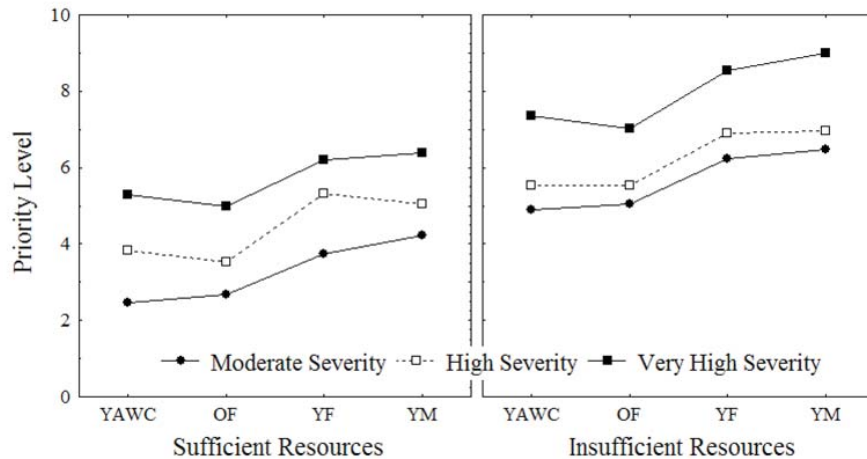 Priority Level
10
8
6
4
2
0
Moderate Severity High Severity Very High Severity
YAWC OF YF YM YAWC OF YF YM
Sufficient Resources Insufficient Resources